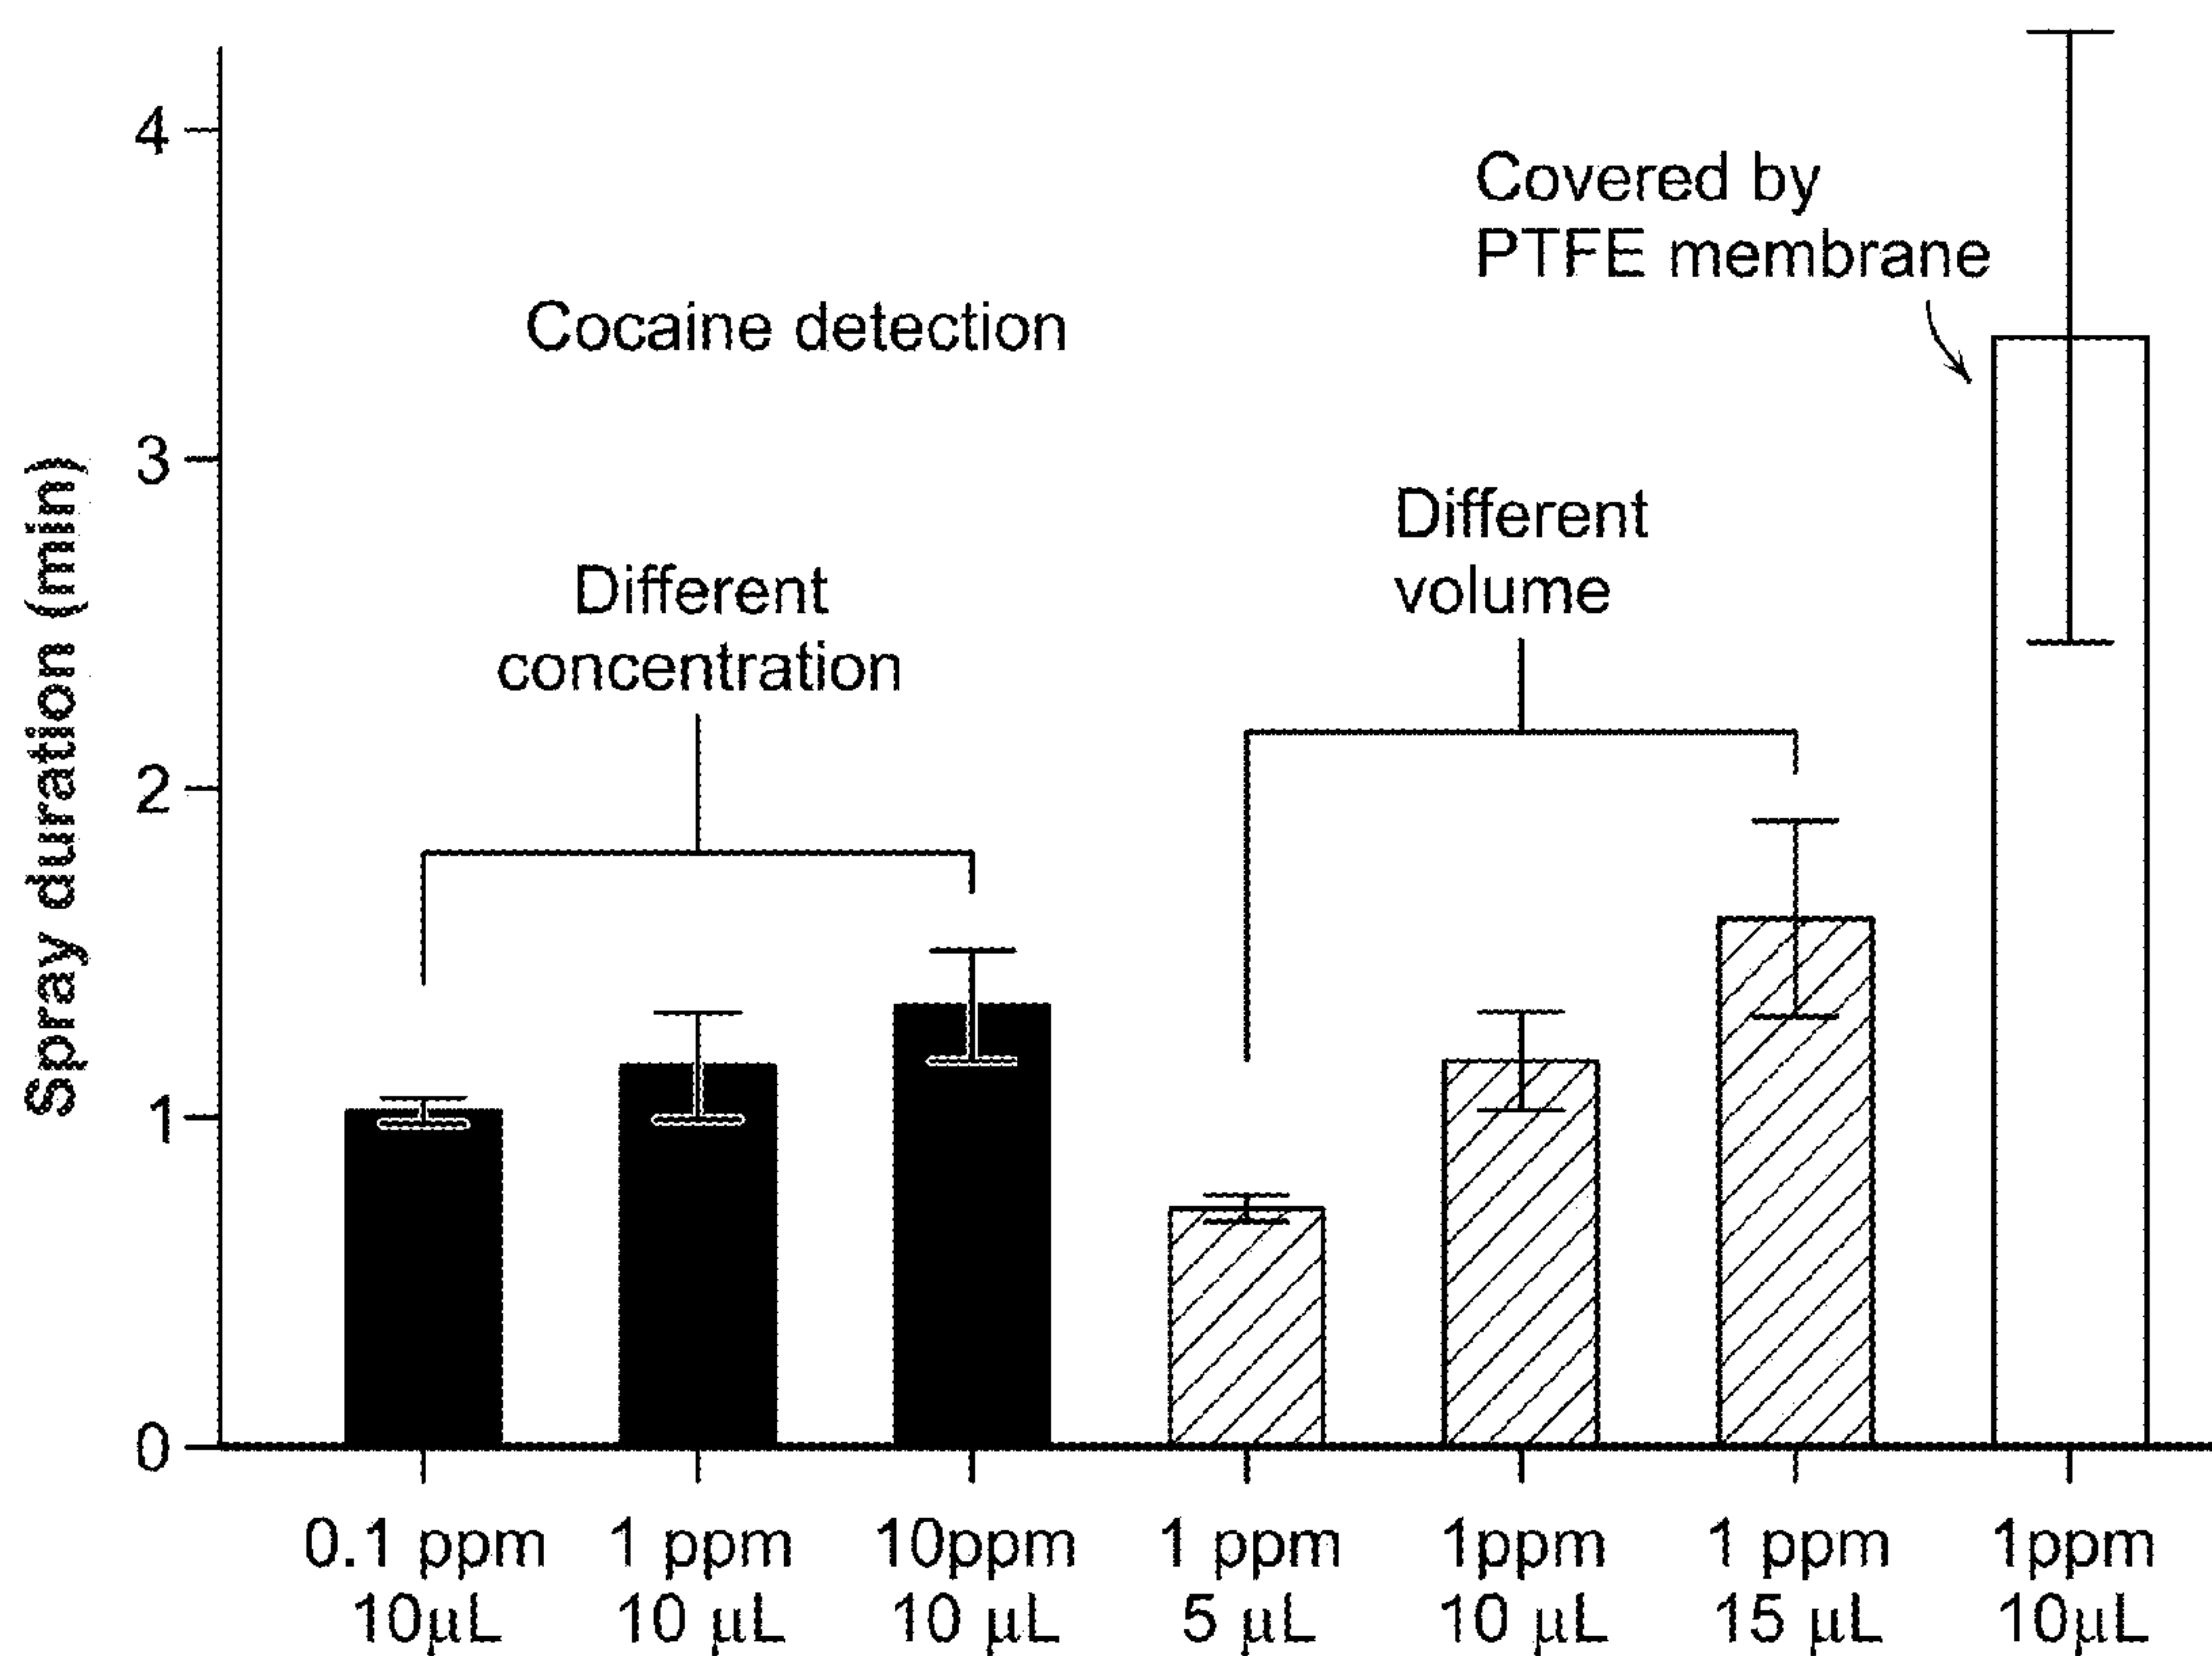 Spray duration (min)
4
3
2
1
0
Cocaine detection
Different
concentration
Different
volume
Covered by
PTFE membrane
0.1 ppm
10μL
1 ppm
10 μL
10ppm
10 μL
1 ppm
5 μL
1ppm
10 μL
1 ppm
15 μL
1ppm
10μL